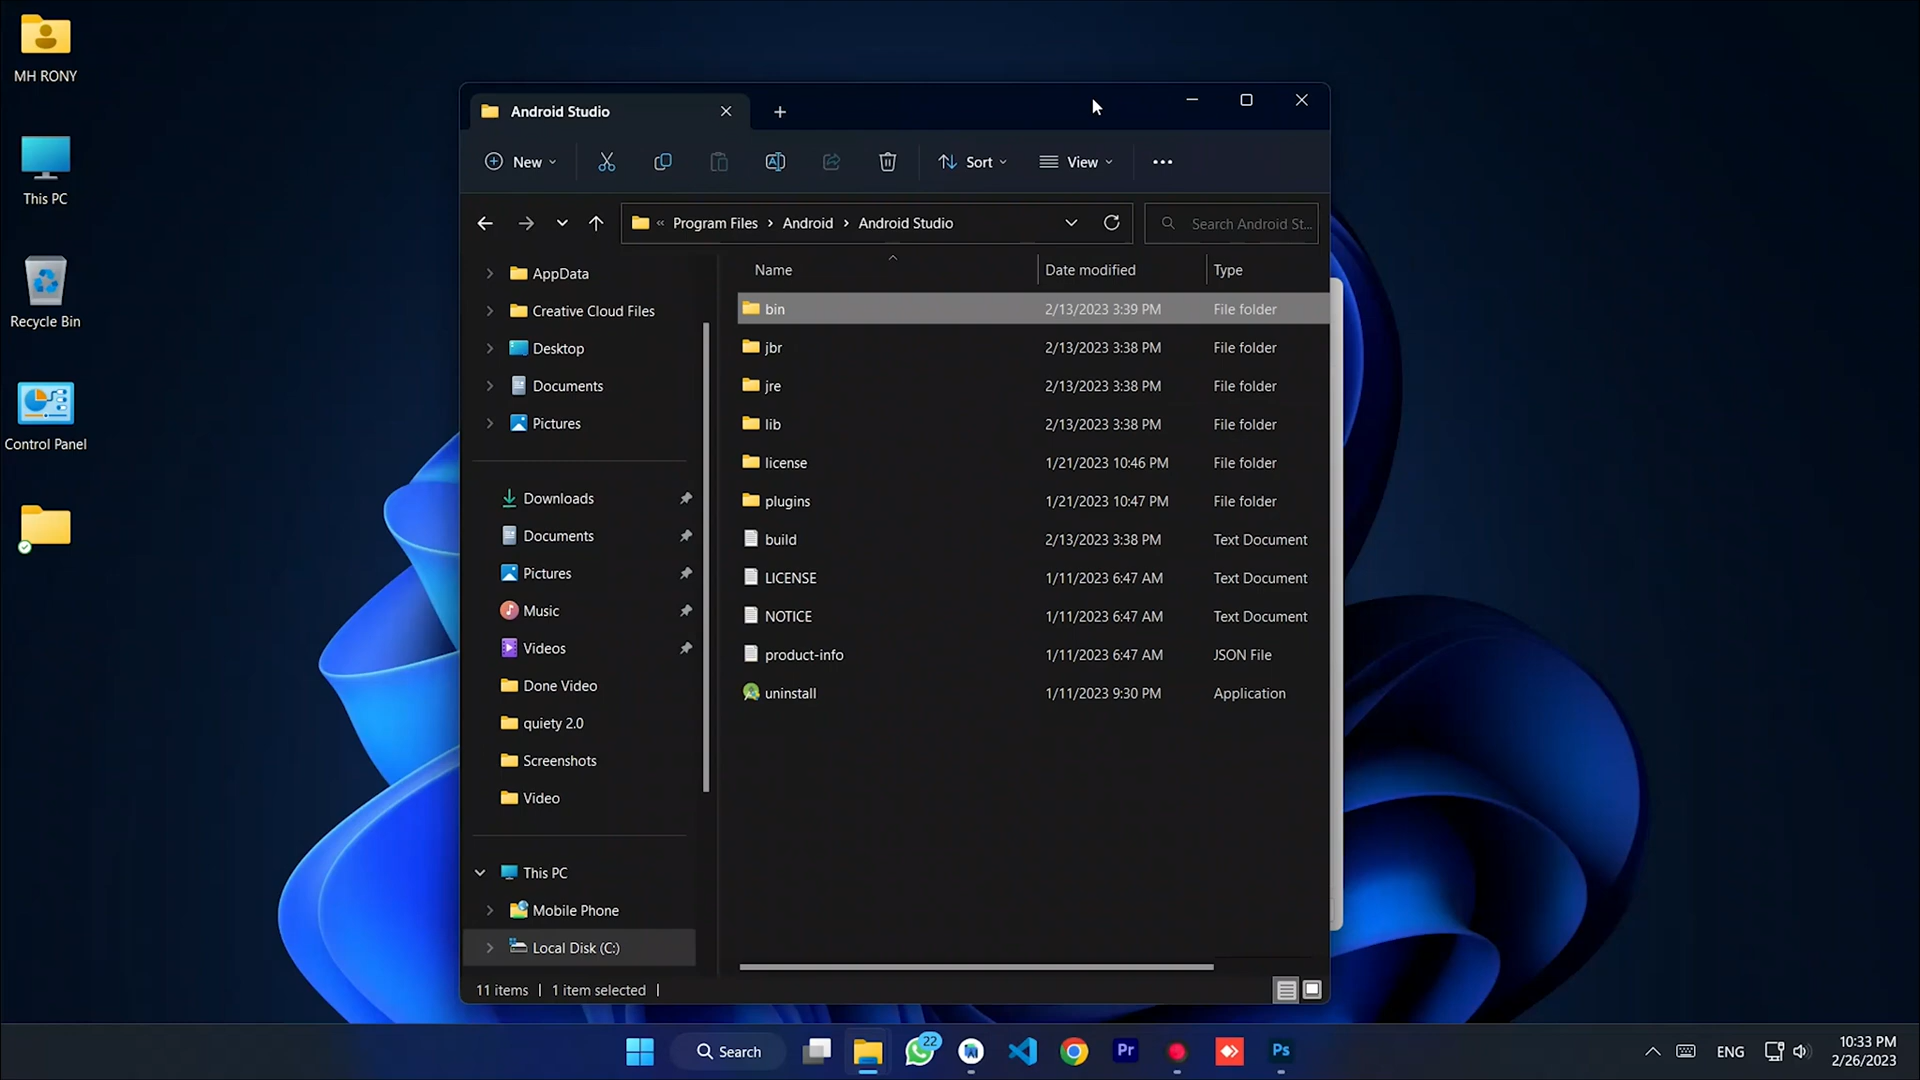 MH RONY
This PC
Recycle Bin
Control Panel
Android Studio
New
Sort
View
« Program Files › Android › Android Studio
Search Android St...
AppData
Creative Cloud Files
Desktop
Documents
Pictures
Downloads
Documents
Pictures
Music
Videos
Done Video
quiety 2.0
Screenshots
Video
This PC
Mobile Phone
Local Disk (C:)
Name Date modified Type
bin 2/13/2023 3:39 PM File folder
jbr 2/13/2023 3:38 PM File folder
jre 2/13/2023 3:38 PM File folder
lib 2/13/2023 3:38 PM File folder
license 1/21/2023 10:46 PM File folder
plugins 1/21/2023 10:47 PM File folder
build 2/13/2023 3:38 PM Text Document
LICENSE 1/11/2023 6:47 AM Text Document
NOTICE 1/11/2023 6:47 AM Text Document
product-info 1/11/2023 6:47 AM JSON File
uninstall 1/11/2023 9:30 PM Application
11 items | 1 item selected |
Search
22
Pr
Ps
ENG
10:33 PM
2/26/2023